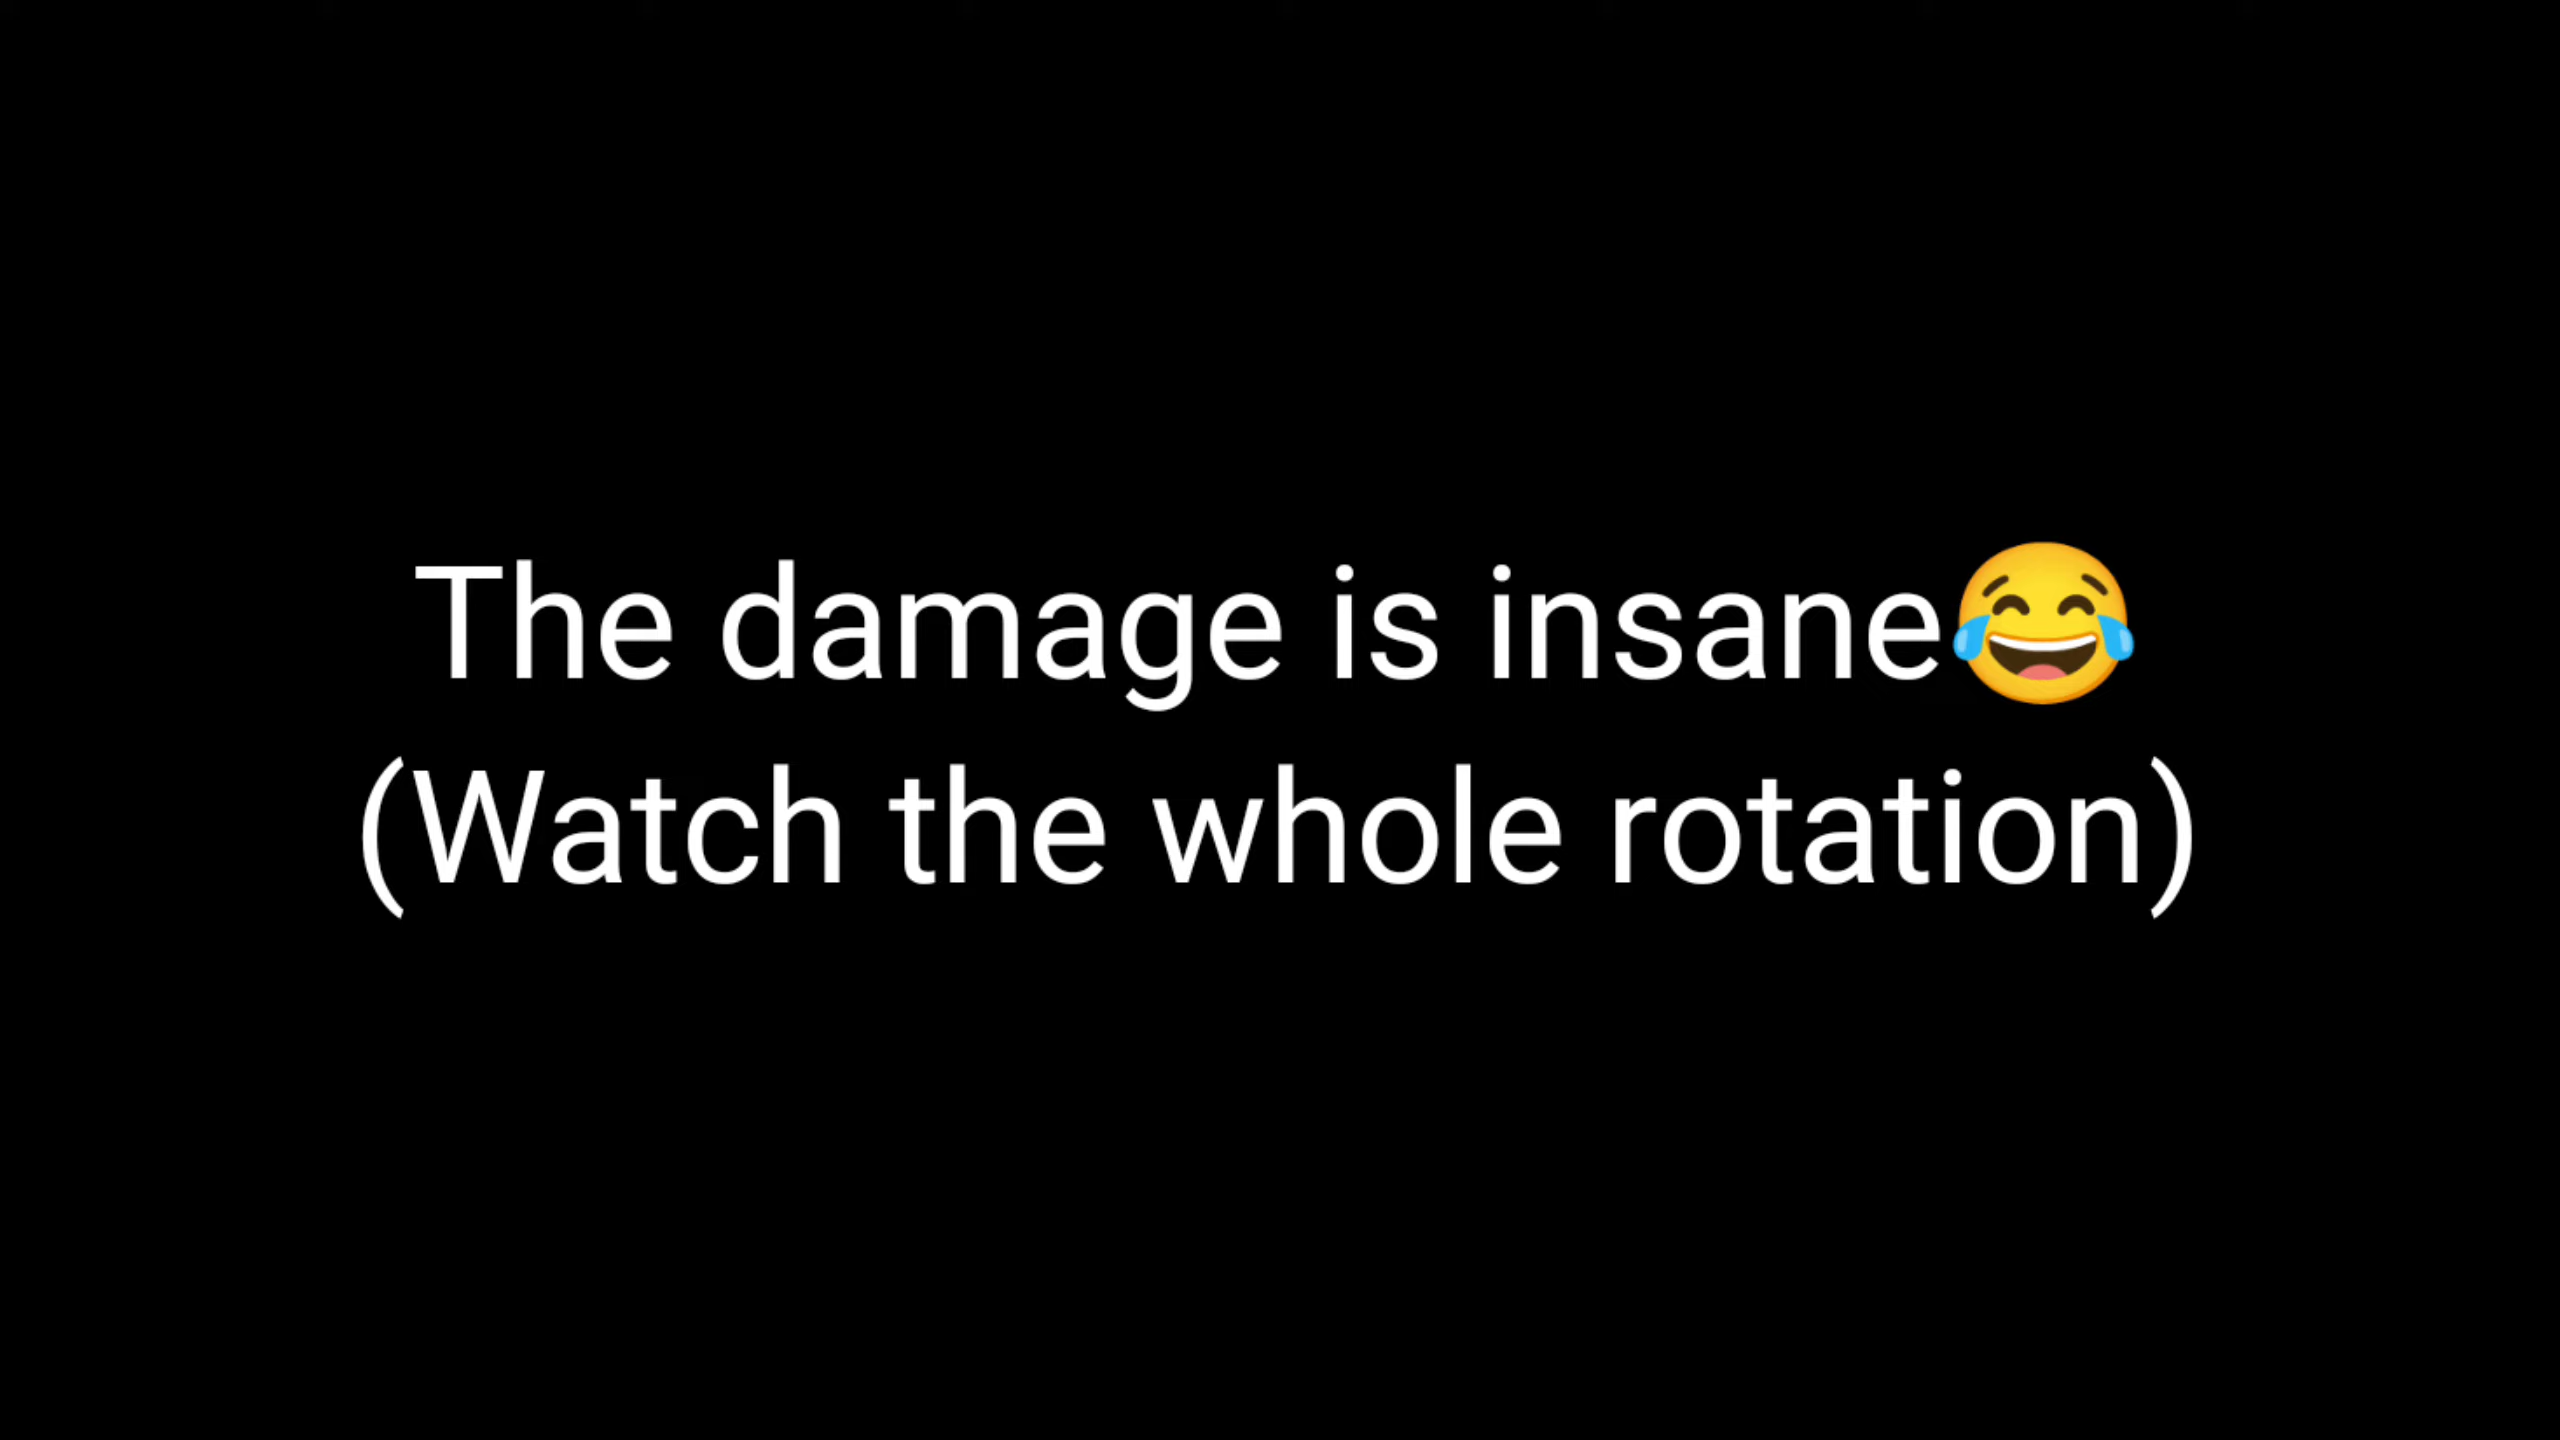 The damage is insane😂
(Watch the whole rotation)